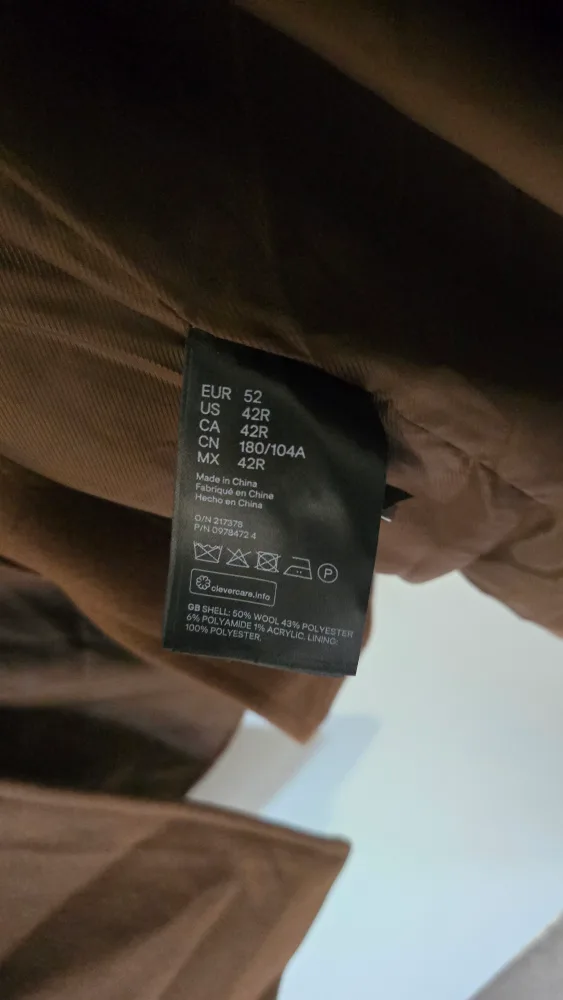 EUR 52
US 42R
CA 42R
CN 180/104A
MX 42R
Made in China
Fabriqué en Chine
Hecho en China
O/N 217376
P/N 0978472 4
P
clevercare.info
GB SHELL: 50% WOOL 43% POLYESTER
6% POLYAMIDE 1% ACRYLIC. LINING:
100% POLYESTER.